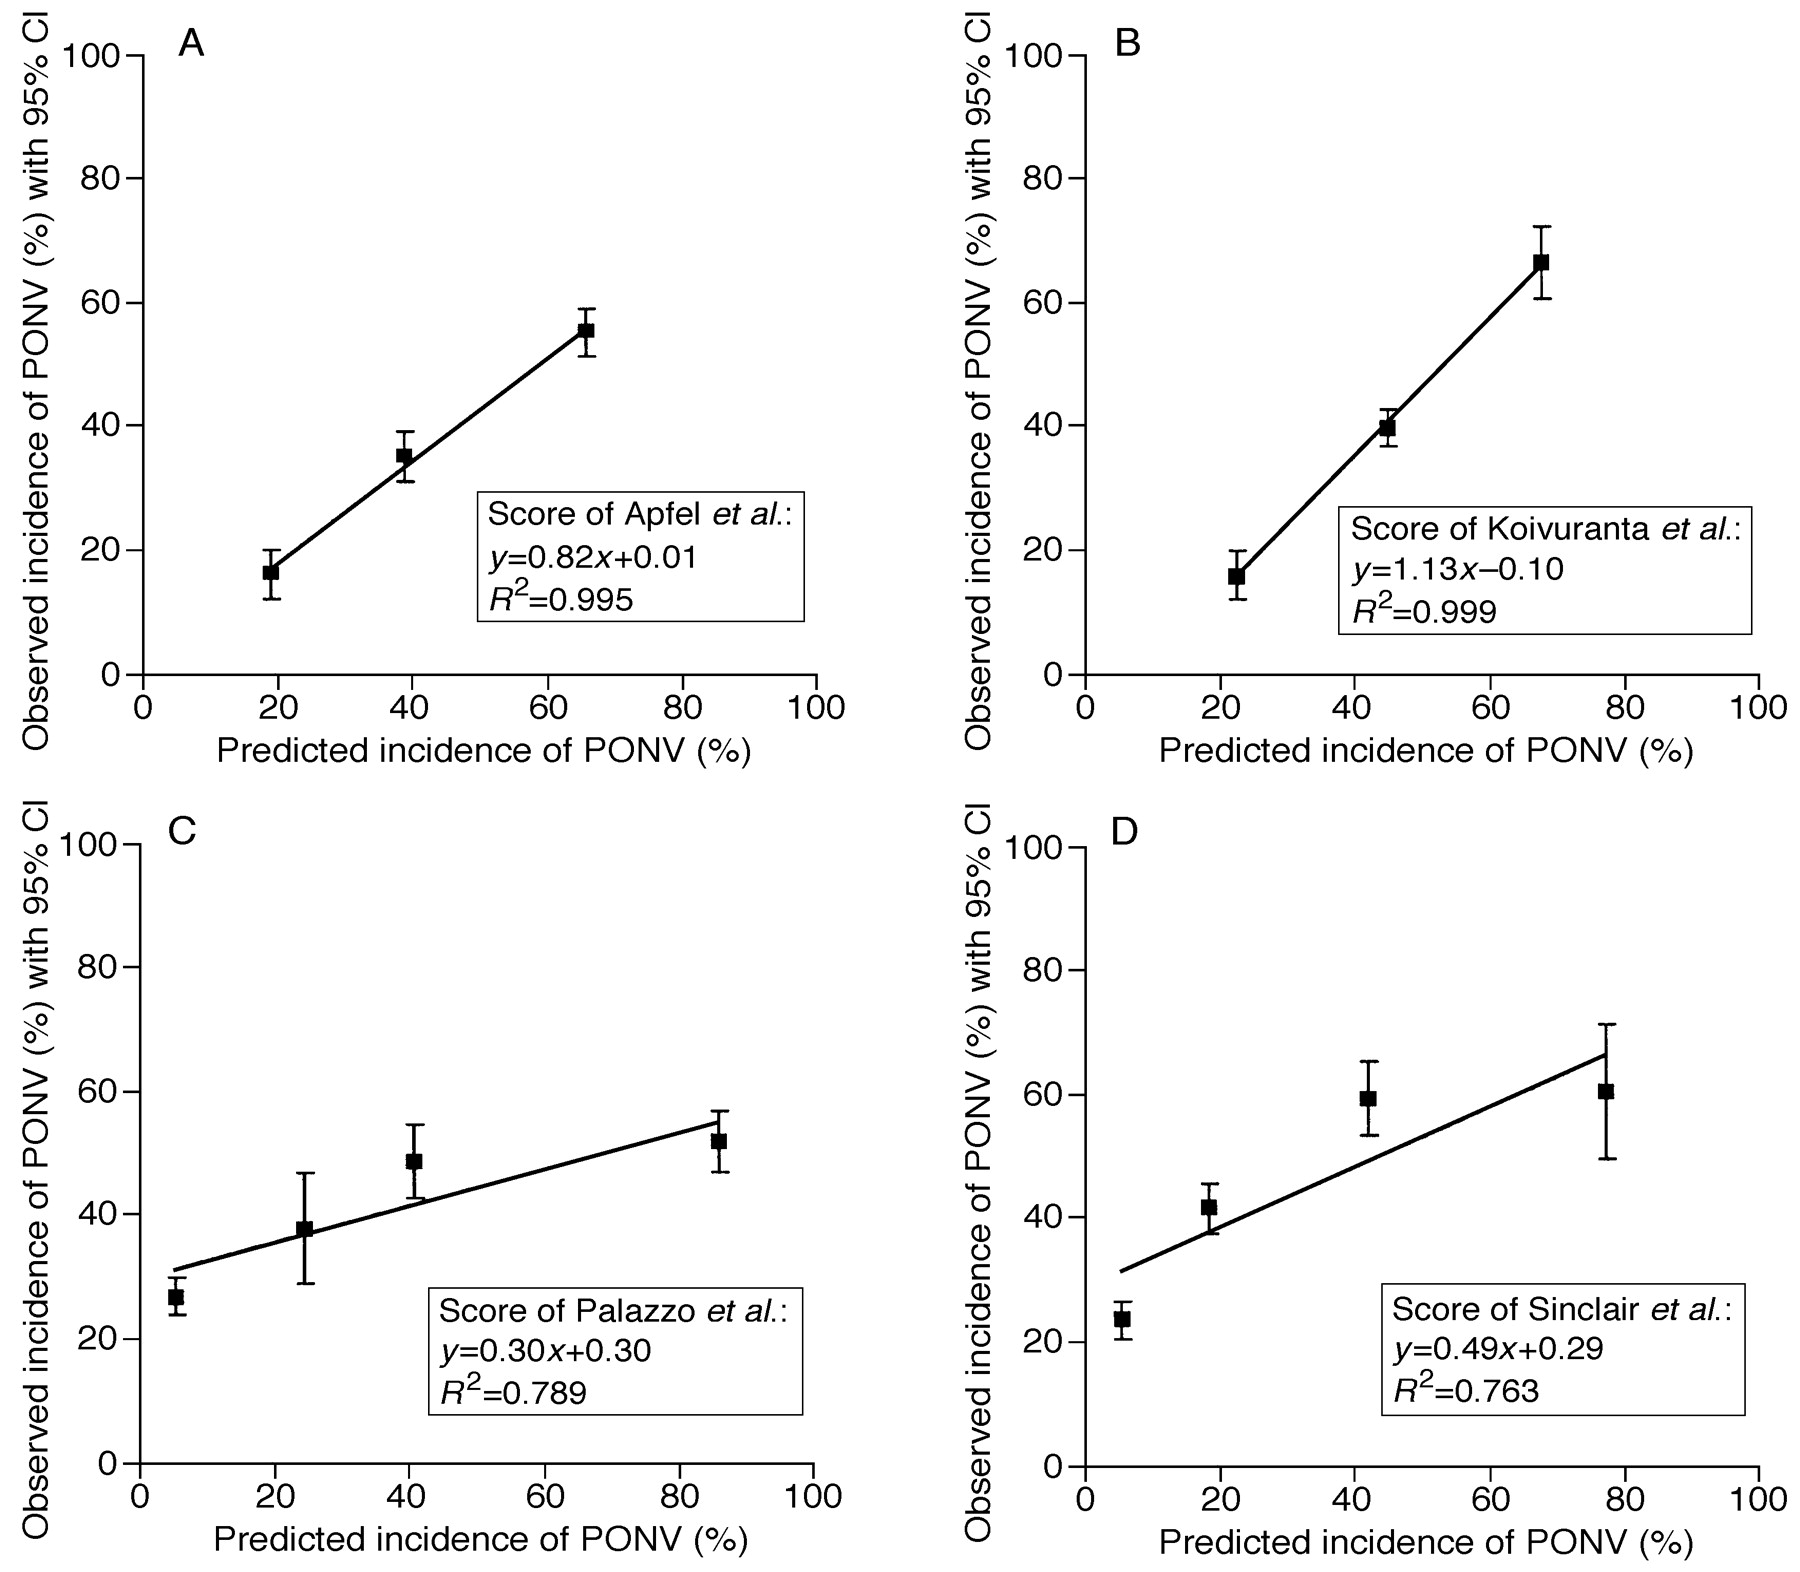 A
Observed incidence of PONV (%) with 95% CI
100
80
60
40
20
0
Score of Apfel et al.:
y=0.82x+0.01
R2=0.995
0 20 40 60 80 100
Predicted incidence of PONV (%)
B
Observed incidence of PONV (%) with 95% CI
100
80
60
40
20
0
Score of Koivuranta et al.:
y=1.13x–0.10
R2=0.999
0 20 40 60 80 100
Predicted incidence of PONV (%)
C
Observed incidence of PONV (%) with 95% CI
100
80
60
40
20
0
Score of Palazzo et al.:
y=0.30x+0.30
R2=0.789
0 20 40 60 80 100
Predicted incidence of PONV (%)
D
Observed incidence of PONV (%) with 95% CI
100
80
60
40
20
0
Score of Sinclair et al.:
y=0.49x+0.29
R2=0.763
0 20 40 60 80 100
Predicted incidence of PONV (%)